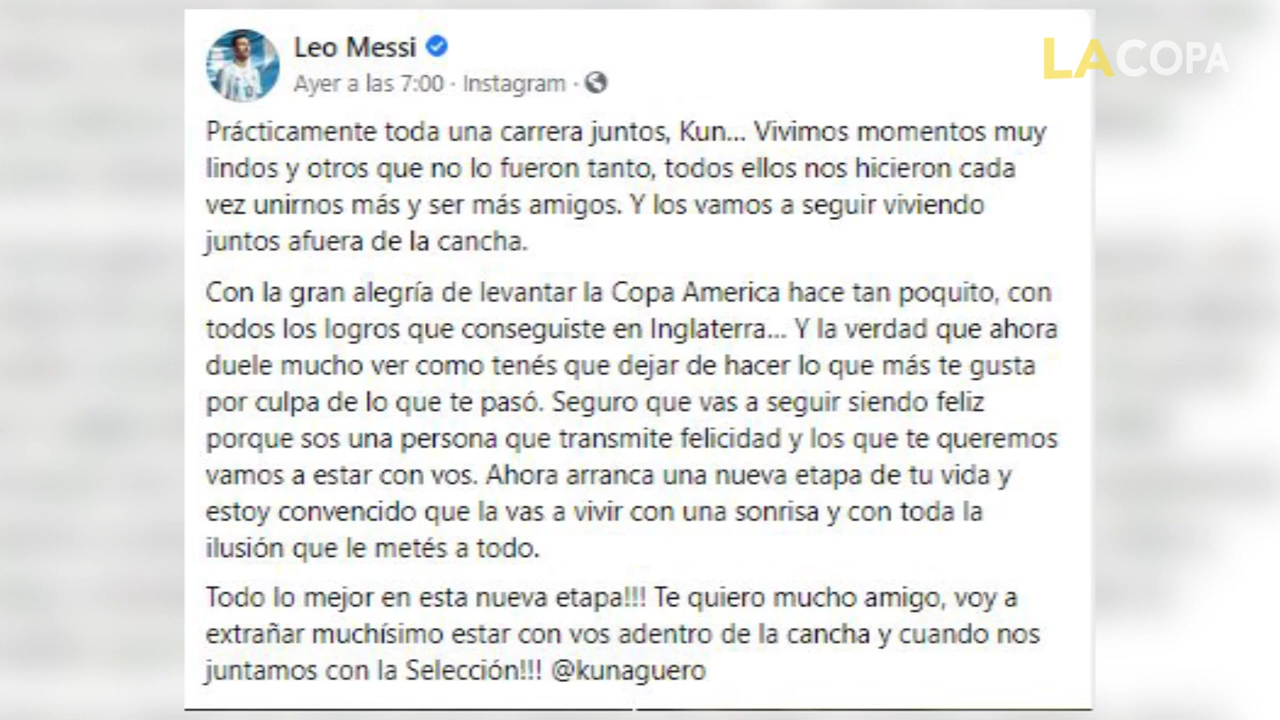 LACOPA
Leo Messi
Ayer a las 7:00 · Instagram ·
Prácticamente toda una carrera juntos, Kun... Vivimos momentos muy
lindos y otros que no lo fueron tanto, todos ellos nos hicieron cada
vez unirnos más y ser más amigos. Y los vamos a seguir viviendo
juntos afuera de la cancha.
Con la gran alegría de levantar la Copa America hace tan poquito, con
todos los logros que conseguiste en Inglaterra... Y la verdad que ahora
duele mucho ver como tenés que dejar de hacer lo que más te gusta
por culpa de lo que te pasó. Seguro que vas a seguir siendo feliz
porque sos una persona que transmite felicidad y los que te queremos
vamos a estar con vos. Ahora arranca una nueva etapa de tu vida y
estoy convencido que la vas a vivir con una sonrisa y con toda la
ilusión que le metés a todo.
Todo lo mejor en esta nueva etapa!!! Te quiero mucho amigo, voy a
extrañar muchísimo estar con vos adentro de la cancha y cuando nos
juntamos con la Selección!!! @kunaguero